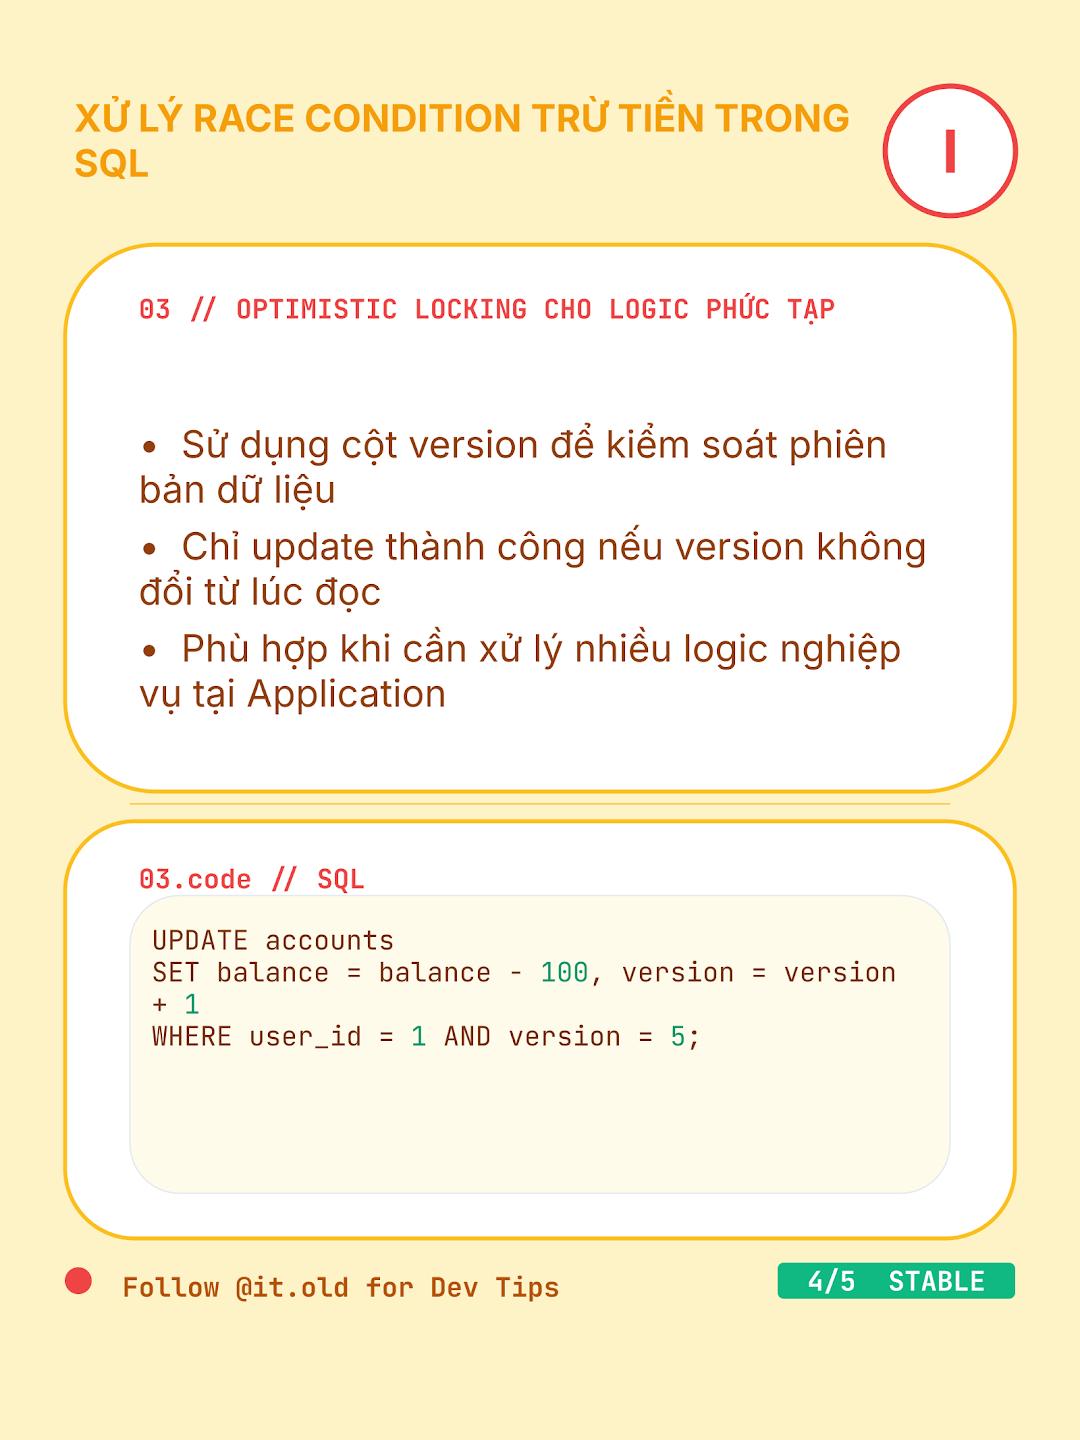 XỬ LÝ RACE CONDITION TRỪ TIỀN TRONG
SQL
I
03 // OPTIMISTIC LOCKING CHO LOGIC PHỨC TẠP
• Sử dụng cột version để kiểm soát phiên
bản dữ liệu
• Chỉ update thành công nếu version không
đổi từ lúc đọc
• Phù hợp khi cần xử lý nhiều logic nghiệp
vụ tại Application
03.code // SQL
UPDATE accounts
SET balance = balance - 100, version = version
+ 1
WHERE user_id = 1 AND version = 5;
Follow @it.old for Dev Tips
4/5 STABLE